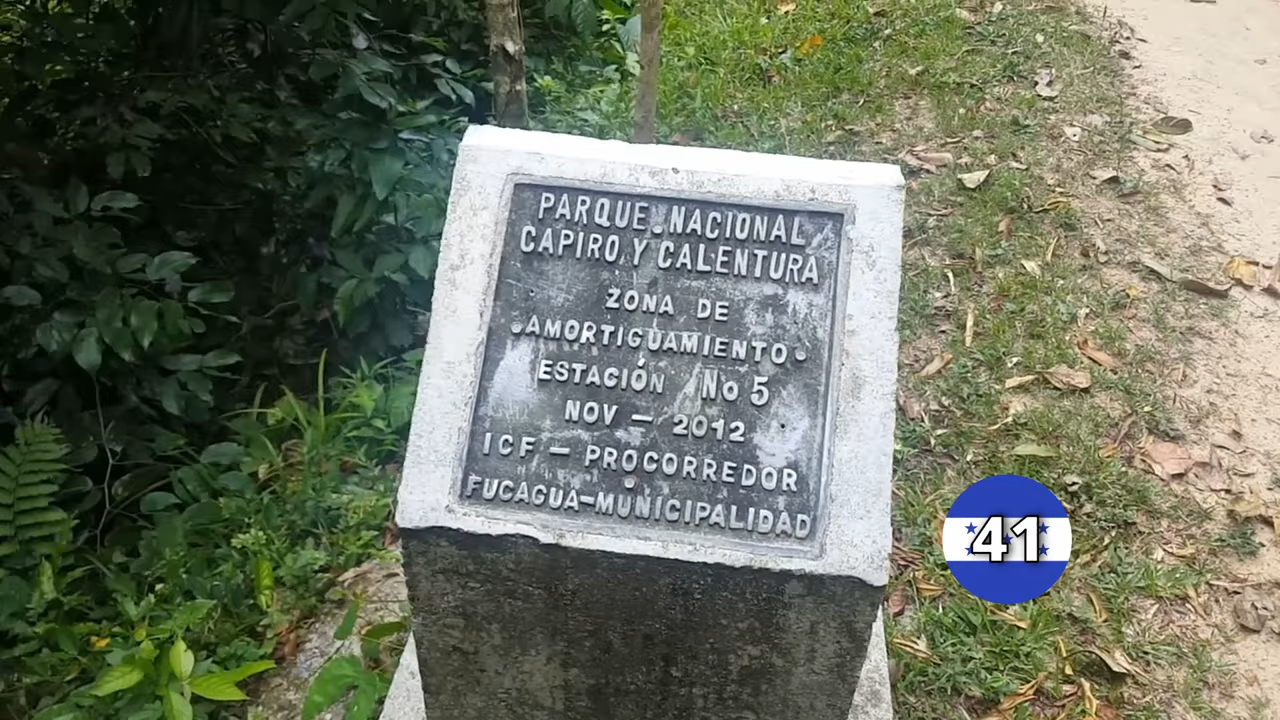 PARQUE NACIONAL
CAPIRO Y CALENTURA
ZONA DE
AMORTIGUAMIENTO
ESTACIÓN No 5
NOV - 2012
ICF - PROCORREDOR
FUCAGUA-MUNICIPALIDAD
41